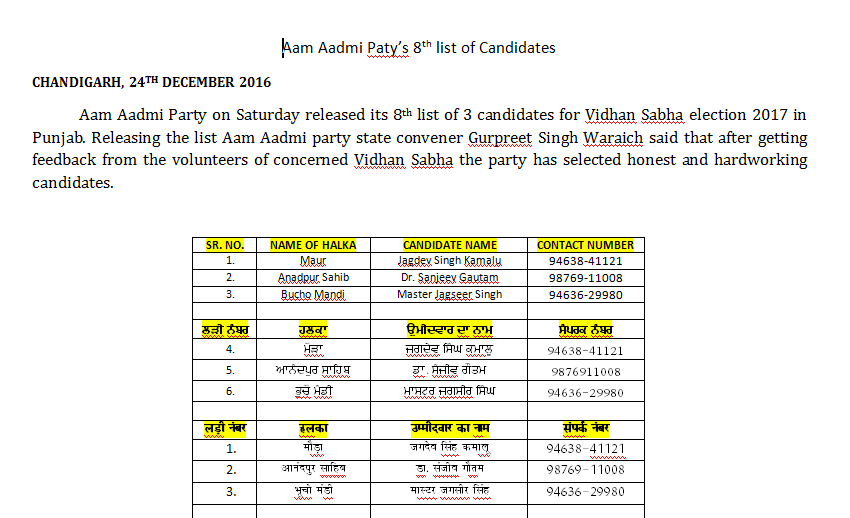 Aam Aadmi Paty's 8th list of Candidates
CHANDIGARH, 24TH DECEMBER 2016
Aam Aadmi Party on Saturday released its 8th list of 3 candidates for Vidhan Sabha election 2017 in
Punjab. Releasing the list Aam Aadmi party state convener Gurpreet Singh Waraich said that after getting
feedback from the volunteers of concerned Vidhan Sabha the party has selected honest and hardworking
candidates.
SR. NO. NAME OF HALKA CANDIDATE NAME CONTACT NUMBER
1. Maur Jagdev Singh Kamalu 94638-41121
2. Anadpur Sahib Dr. Sanjeev Gautam 98769-11008
3. Bucho Mandi Master Jagseer Singh 94636-29980
ਲੜੀ ਨੰਬਰ ਹਲਕਾ ਉਮੀਦਵਾਰ ਦਾ ਨਾਮ ਸੰਪਰਕ ਨੰਬਰ
4. ਮੌੜਾ ਜਗਦੇਵ ਸਿੰਘ ਕਮਾਲੂ 94638-41121
5. ਆਨੰਦਪੁਰ ਸਾਹਿਬ ਡਾ. ਸੰਜੀਵ ਗੌਤਮ 9876911008
6. ਭੁਚੋ ਮੰਡੀ ਮਾਸਟਰ ਜਗਸੀਰ ਸਿੰਘ 94636-29980
लड़ी नंबर हलका उम्मीदवार का नाम संपर्क नंबर
1. मौड़ा जगदेव सिंह कमालू 94638-41121
2. आनंदपुर साहिब डा. संजीव गौतम 98769-11008
3. भूचो मंडी मास्टर जगसीर सिंह 94636-29980